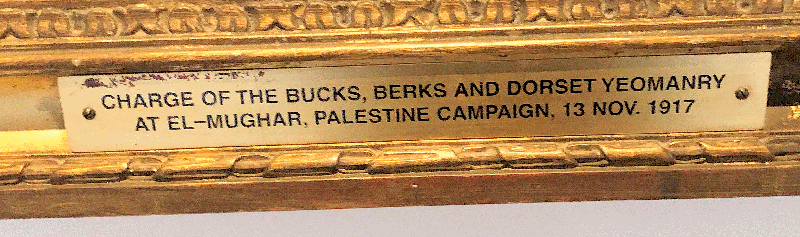 CHARGE OF THE BUCKS, BERKS AND DORSET YEOMANRY
AT EL-MUGHAR, PALESTINE CAMPAIGN, 13 NOV. 1917